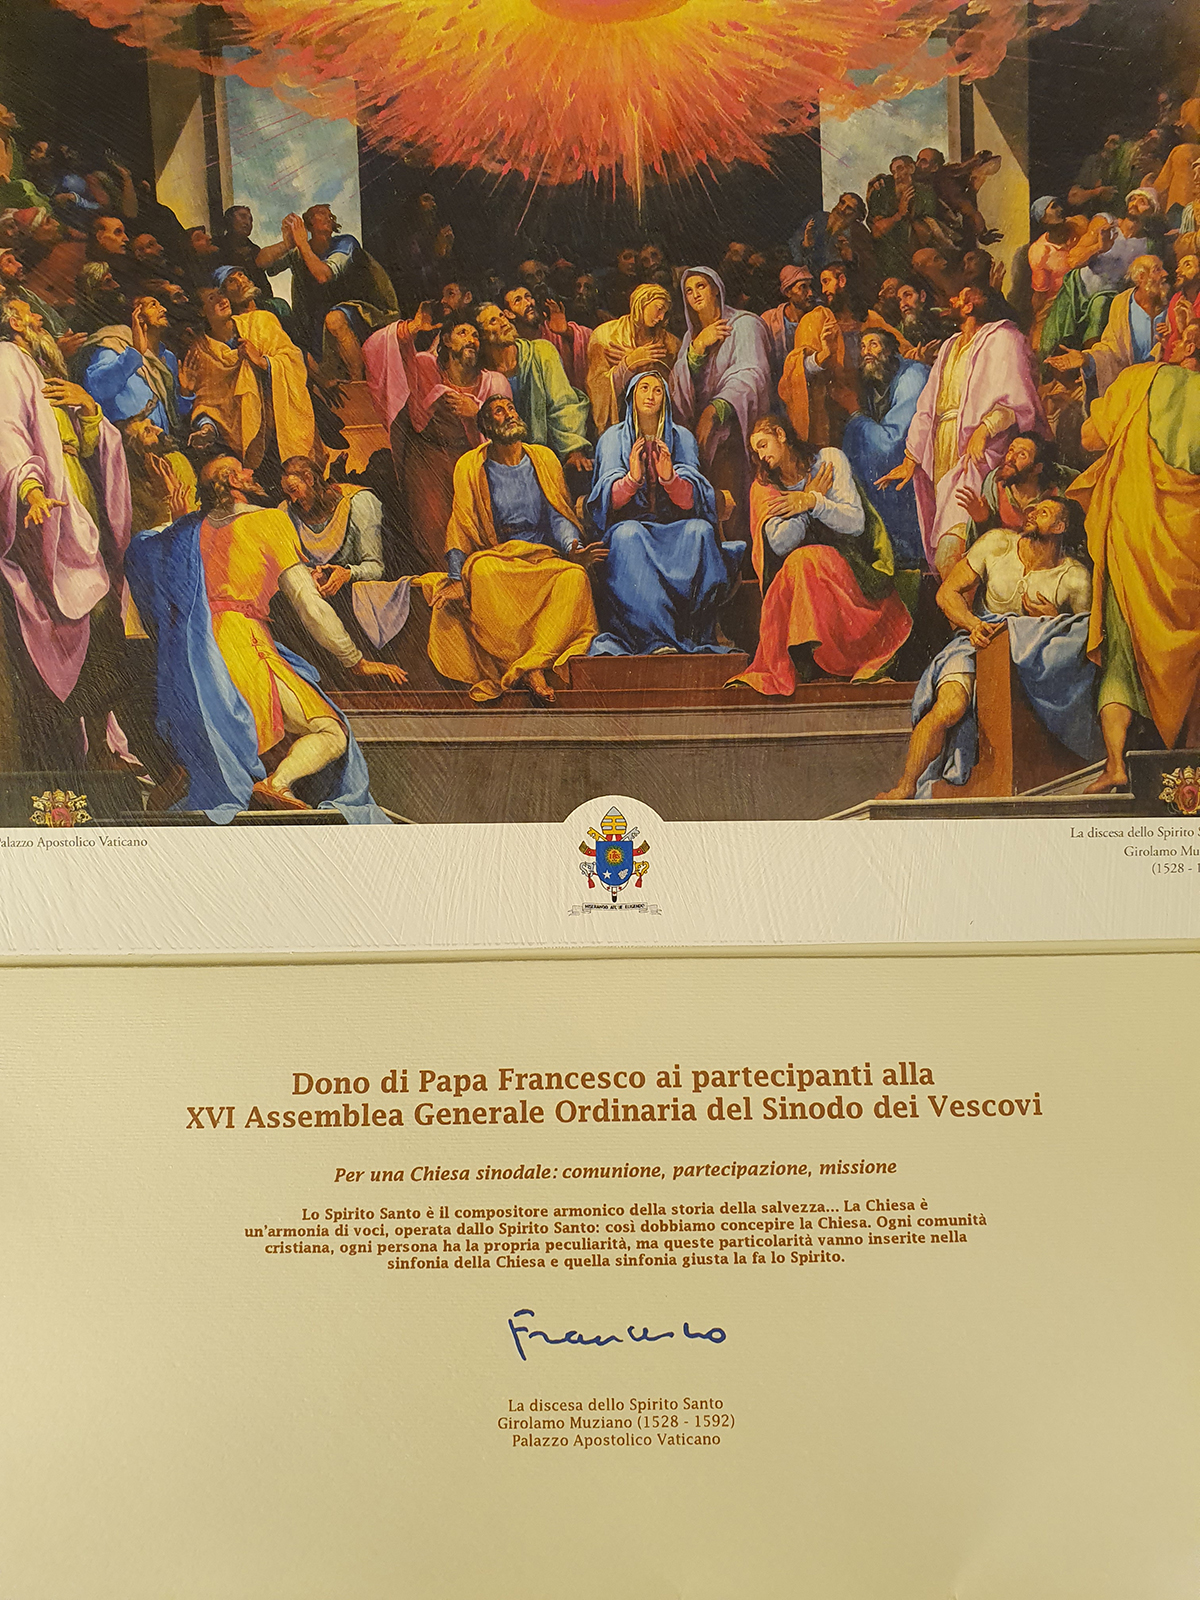 Palazzo Apostolico Vaticano
La discesa dello Spirito
Girolamo
(1528 -
MISERANDO ATQUE ELIGENDO
Dono di Papa Francesco ai partecipanti alla
XVI Assemblea Generale Ordinaria del Sinodo dei Vescovi
Per una Chiesa sinodale: comunione, partecipazione, missione
Lo Spirito Santo è il compositore armonico della storia della salvezza... La Chiesa è
un'armonia di voci, operata dallo Spirito Santo: così dobbiamo concepire la Chiesa. Ogni comunità
cristiana, ogni persona ha la propria peculiarità, ma queste particolarità vanno inserite nella
sinfonia della Chiesa e quella sinfonia giusta la fa lo Spirito.
Francesco
La discesa dello Spirito Santo
Girolamo Muziano (1528 - 1592)
Palazzo Apostolico Vaticano